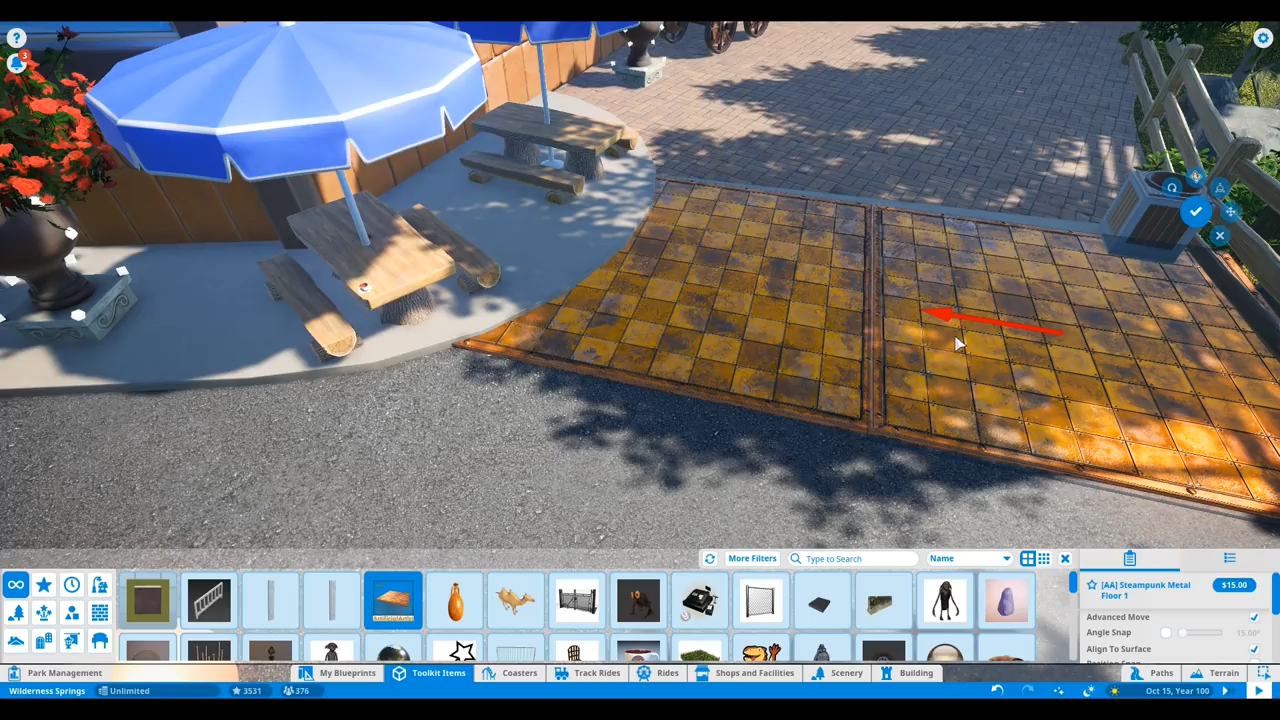 ?
3
More Filters
Type to Search
Name
[AA] Steampunk Metal
Floor 1
$15.00
Advanced Move
Angle Snap
15.00°
Align To Surface
Park Management
My Blueprints
Toolkit Items
Coasters
Track Rides
Rides
Shops and Facilities
Scenery
Building
Paths
Terrain
Wilderness Springs
Unlimited
3531
376
Oct 15, Year 100